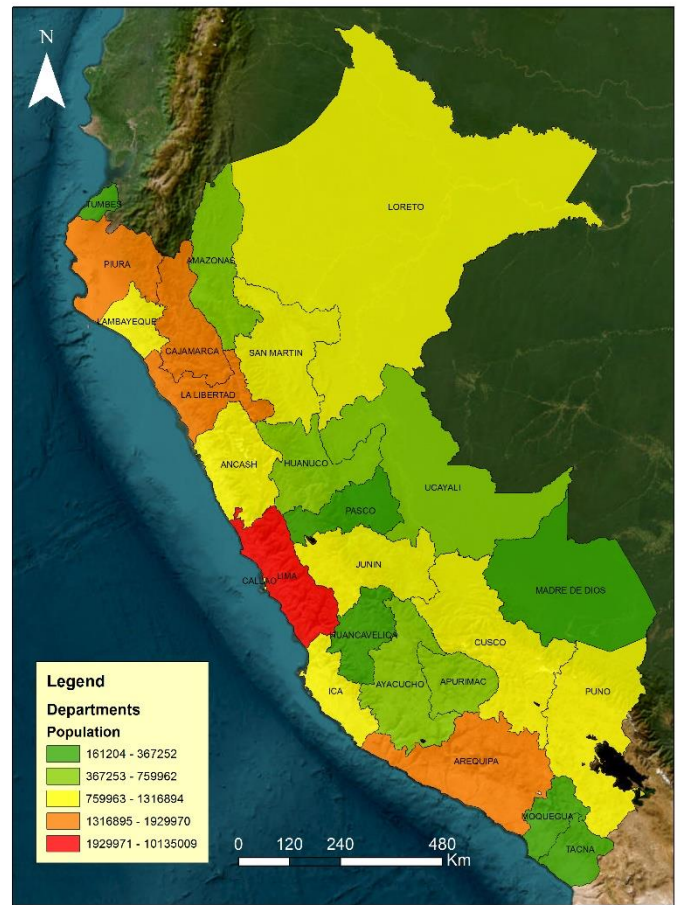 N
LORETO
TUMBES
PIURA
AMAZONAS
LAMBAYEQUE
CAJAMARCA
SAN MARTIN
LA LIBERTAD
ANCASH
HUANUCO
UCAYALI
PASCO
JUNIN
CALLAO
LIMA
MADRE DE DIOS
HUANCAVELICA
CUSCO
ICA
AYACUCHO
APURIMAC
PUNO
AREQUIPA
MOQUEGUA
TACNA
Legend
Departments
Population
161204 - 367252
367253 - 759962
759963 - 1316894
1316895 - 1929970
1929971 - 10135009
0 120 240 480
Km